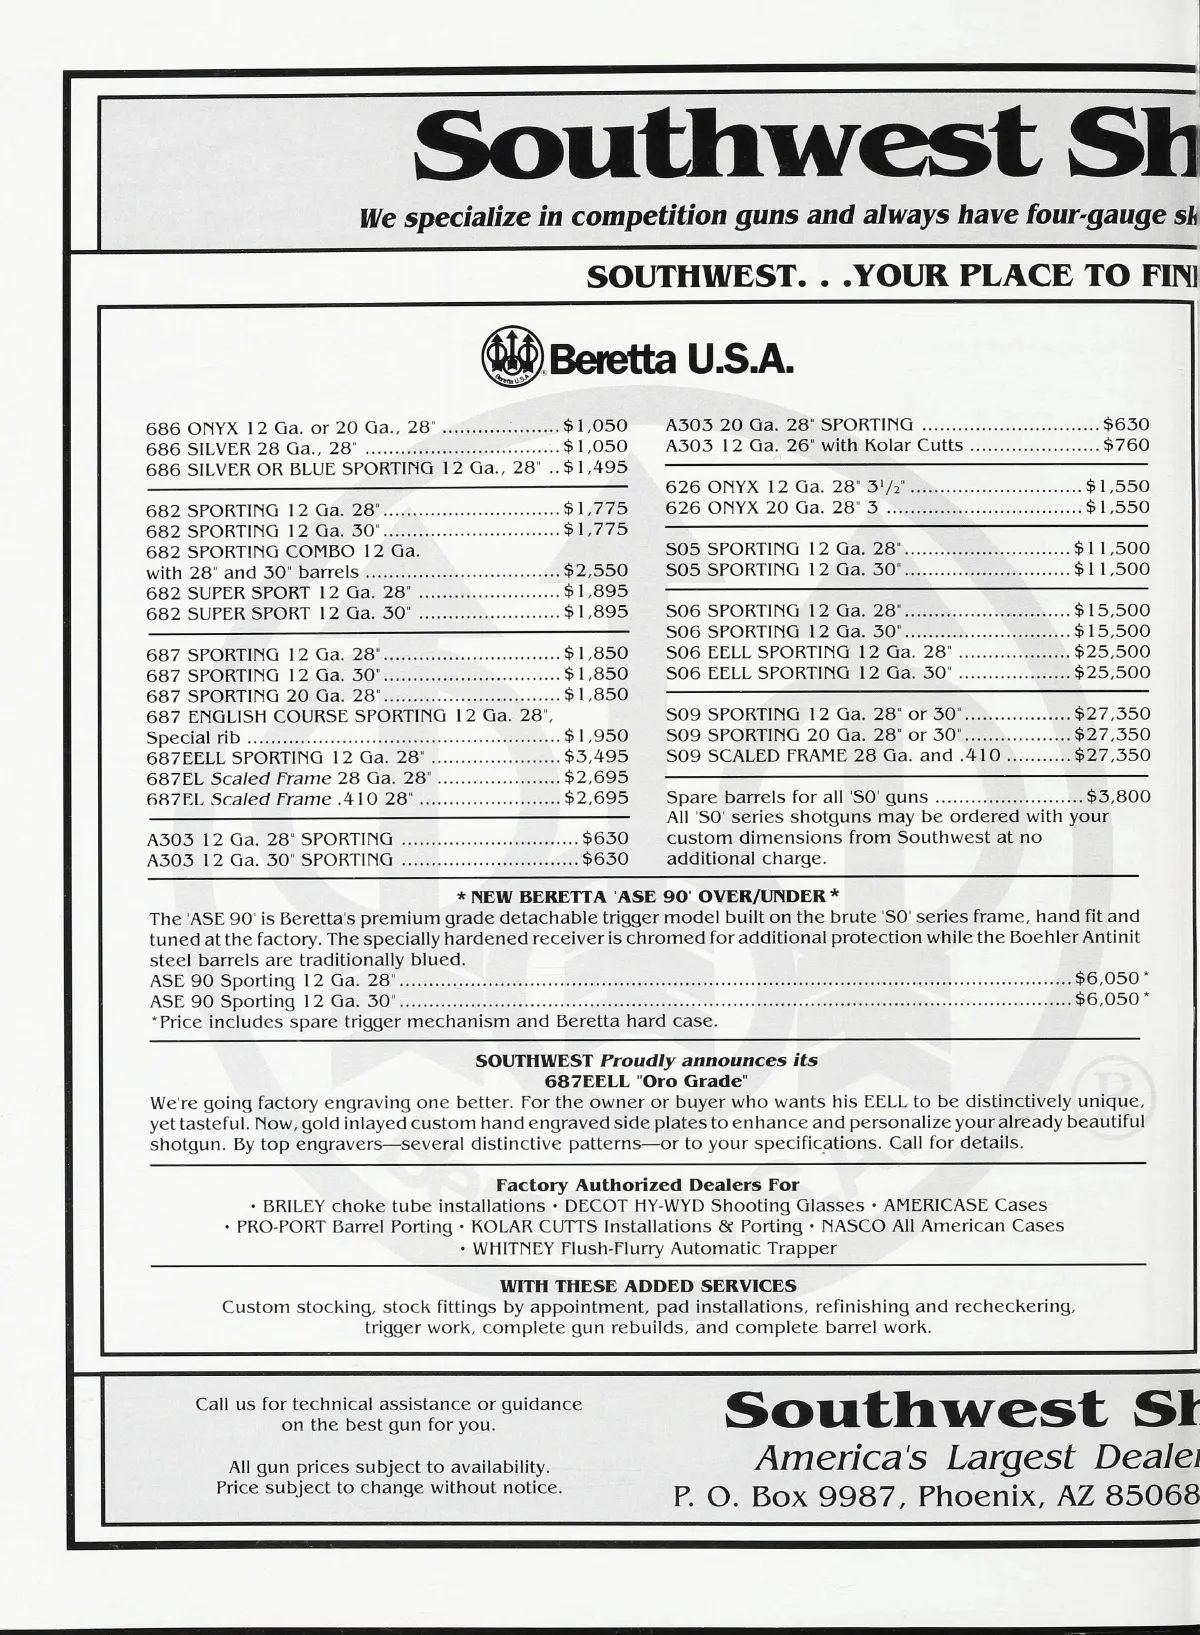 Southwest Sh
We specialize in competition guns and always have four-gauge sk
SOUTHWEST. . .YOUR PLACE TO FIN
Beretta U.S.A.
686 ONYX 12 Ga. or 20 Ga., 28" ....................$1,050
686 SILVER 28 Ga., 28" .................................$1,050
686 SILVER OR BLUE SPORTING 12 Ga., 28" ..$1,495
682 SPORTING 12 Ga. 28"..............................$1,775
682 SPORTING 12 Ga. 30"..............................$1,775
682 SPORTING COMBO 12 Ga.
with 28" and 30" barrels .................................$2,550
682 SUPER SPORT 12 Ga. 28" ........................$1,895
682 SUPER SPORT 12 Ga. 30" ........................$1,895
687 SPORTING 12 Ga. 28"..............................$1,850
687 SPORTING 12 Ga. 30"..............................$1,850
687 SPORTING 20 Ga. 28"..............................$1,850
687 ENGLISH COURSE SPORTING 12 Ga. 28",
Special rib .....................................................$1,950
687EELL SPORTING 12 Ga. 28" ......................$3,495
687EL Scaled Frame 28 Ga. 28" .....................$2,695
687EL Scaled Frame .410 28" ........................$2,695
A303 12 Ga. 28" SPORTING ...............................$630
A303 12 Ga. 30" SPORTING ...............................$630
A303 20 Ga. 28" SPORTING ..............................$630
A303 12 Ga. 26" with Kolar Cutts ......................$760
626 ONYX 12 Ga. 28" 3 1/2" .............................$1,550
626 ONYX 20 Ga. 28" 3 .................................$1,550
S05 SPORTING 12 Ga. 28"............................$11,500
S05 SPORTING 12 Ga. 30"............................$11,500
S06 SPORTING 12 Ga. 28"............................$15,500
S06 SPORTING 12 Ga. 30"............................$15,500
S06 EELL SPORTING 12 Ga. 28" ...................$25,500
S06 EELL SPORTING 12 Ga. 30" ...................$25,500
S09 SPORTING 12 Ga. 28" or 30"..................$27,350
S09 SPORTING 20 Ga. 28" or 30"..................$27,350
S09 SCALED FRAME 28 Ga. and .410 ...........$27,350
Spare barrels for all 'S0' guns .........................$3,800
All 'S0' series shotguns may be ordered with your
custom dimensions from Southwest at no
additional charge.
* NEW BERETTA 'ASE 90' OVER/UNDER *
The 'ASE 90' is Beretta's premium grade detachable trigger model built on the brute 'S0' series frame, hand fit and
tuned at the factory. The specially hardened receiver is chromed for additional protection while the Boehler Antinit
steel barrels are traditionally blued.
ASE 90 Sporting 12 Ga. 28"....................................................................................................................$6,050*
ASE 90 Sporting 12 Ga. 30"....................................................................................................................$6,050*
*Price includes spare trigger mechanism and Beretta hard case.
SOUTHWEST Proudly announces its
687EELL "Oro Grade"
We're going factory engraving one better. For the owner or buyer who wants his EELL to be distinctively unique,
yet tasteful. Now, gold inlayed custom hand engraved side plates to enhance and personalize your already beautiful
shotgun. By top engravers—several distinctive patterns—or to your specifications. Call for details.
Factory Authorized Dealers For
• BRILEY choke tube installations • DECOT HY-WYD Shooting Glasses • AMERICASE Cases
• PRO-PORT Barrel Porting • KOLAR CUTTS Installations & Porting • NASCO All American Cases
• WHITNEY Flush-Flurry Automatic Trapper
WITH THESE ADDED SERVICES
Custom stocking, stock fittings by appointment, pad installations, refinishing and recheckering,
trigger work, complete gun rebuilds, and complete barrel work.
Call us for technical assistance or guidance
on the best gun for you.
All gun prices subject to availability.
Price subject to change without notice.
Southwest Sh
America's Largest Dealer
P. O. Box 9987, Phoenix, AZ 85068